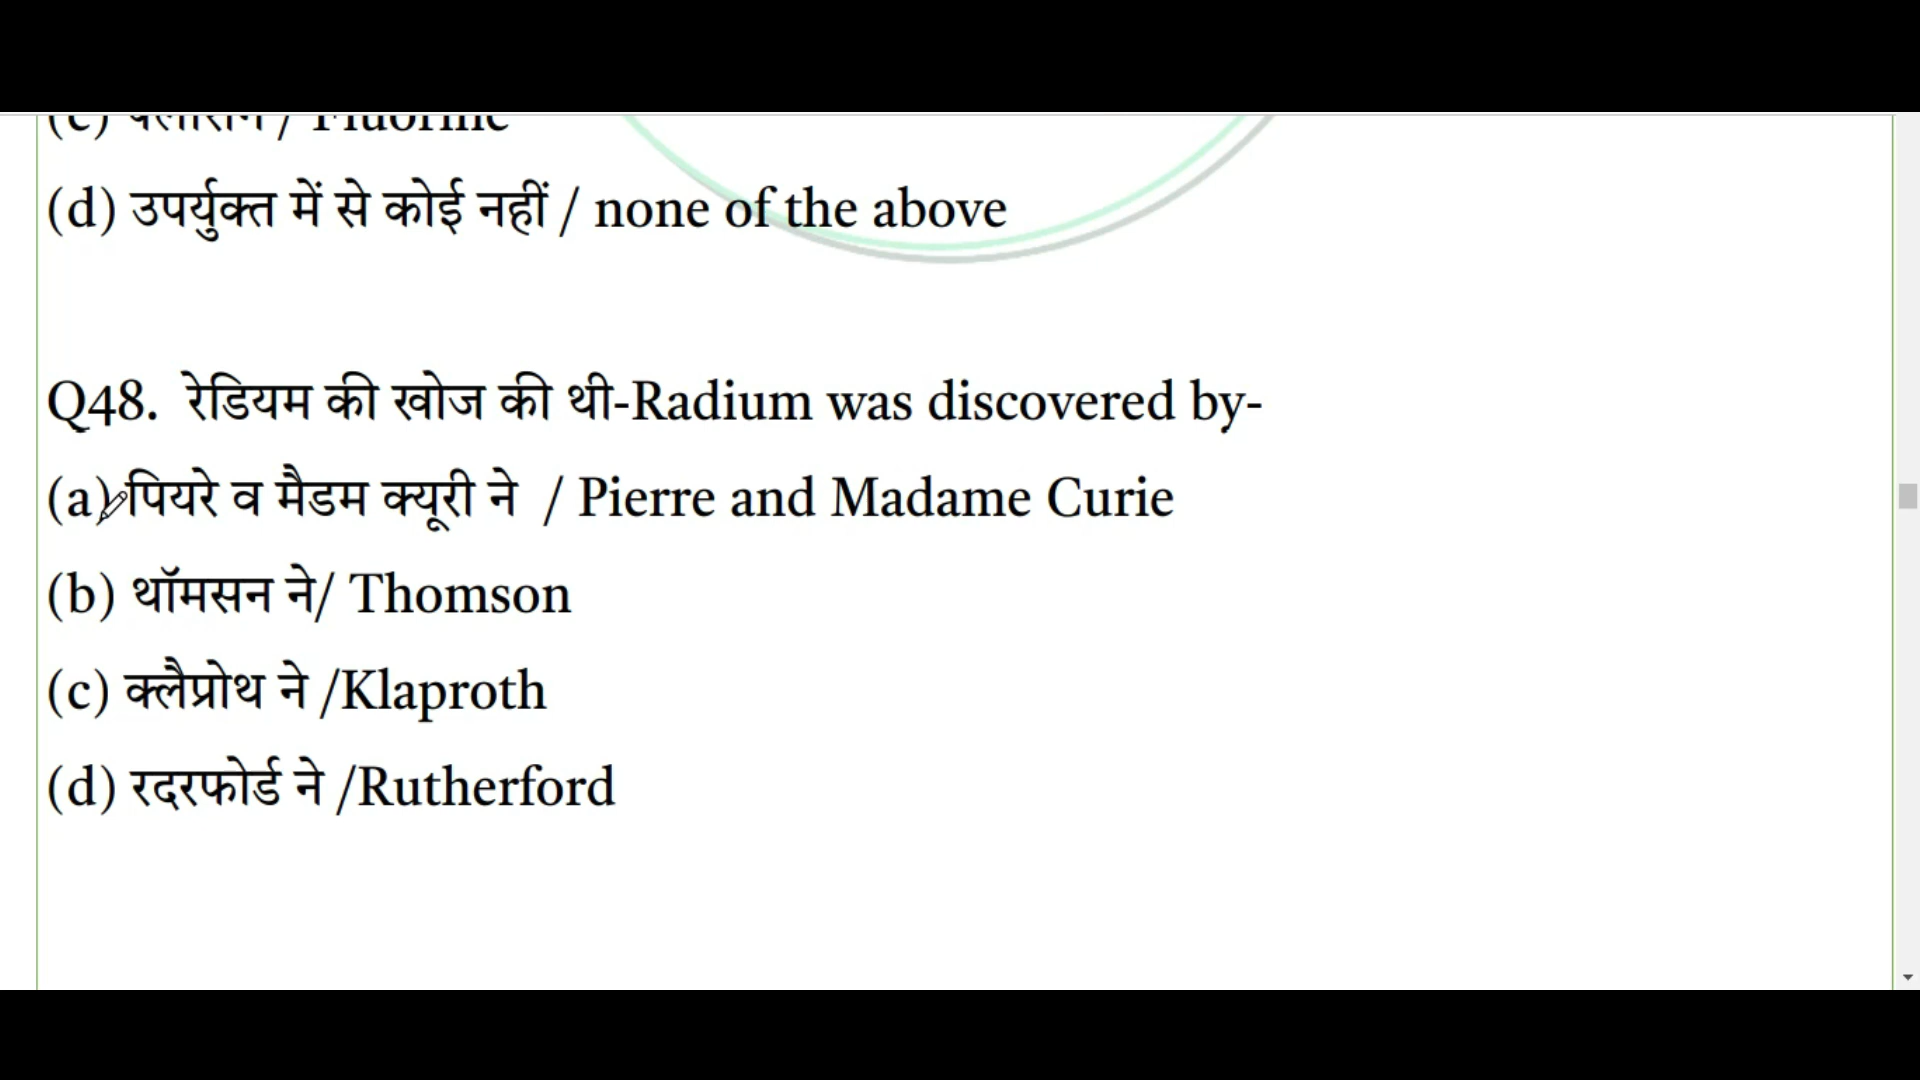 (c) फ्लोरीन / Fluorine
(d) उपर्युक्त में से कोई नहीं / none of the above
Q48. रेडियम की खोज की थी-Radium was discovered by-
(a) पियरे व मैडम क्यूरी ने / Pierre and Madame Curie
(b) थॉमसन ने/ Thomson
(c) क्लैप्रोथ ने /Klaproth
(d) रदरफोर्ड ने /Rutherford